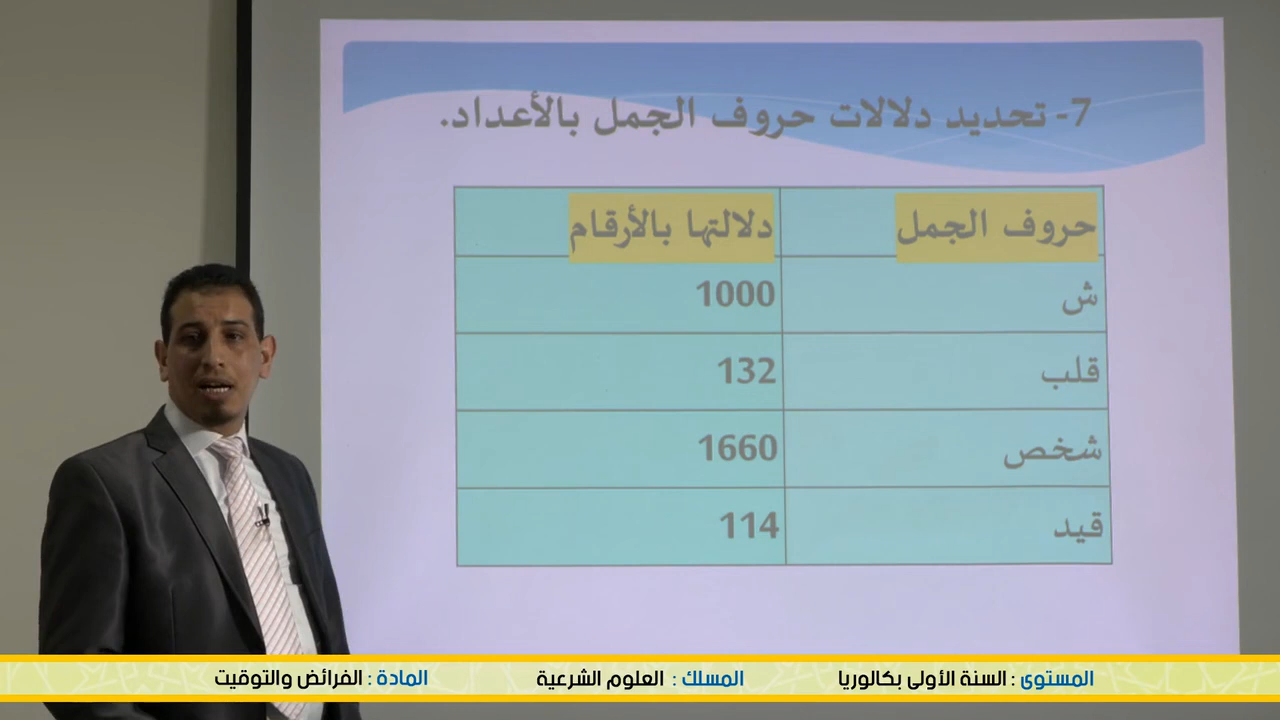 7- تحديد دلالات حروف الجمل بالأعداد.
حروف الجمل دلالتها بالأرقام
ش 1000
قلب 132
شخص 1660
قيد 114
المستوى : السنة الأولى بكالوريا المسلك : العلوم الشرعية المادة : الفرائض والتوقيت